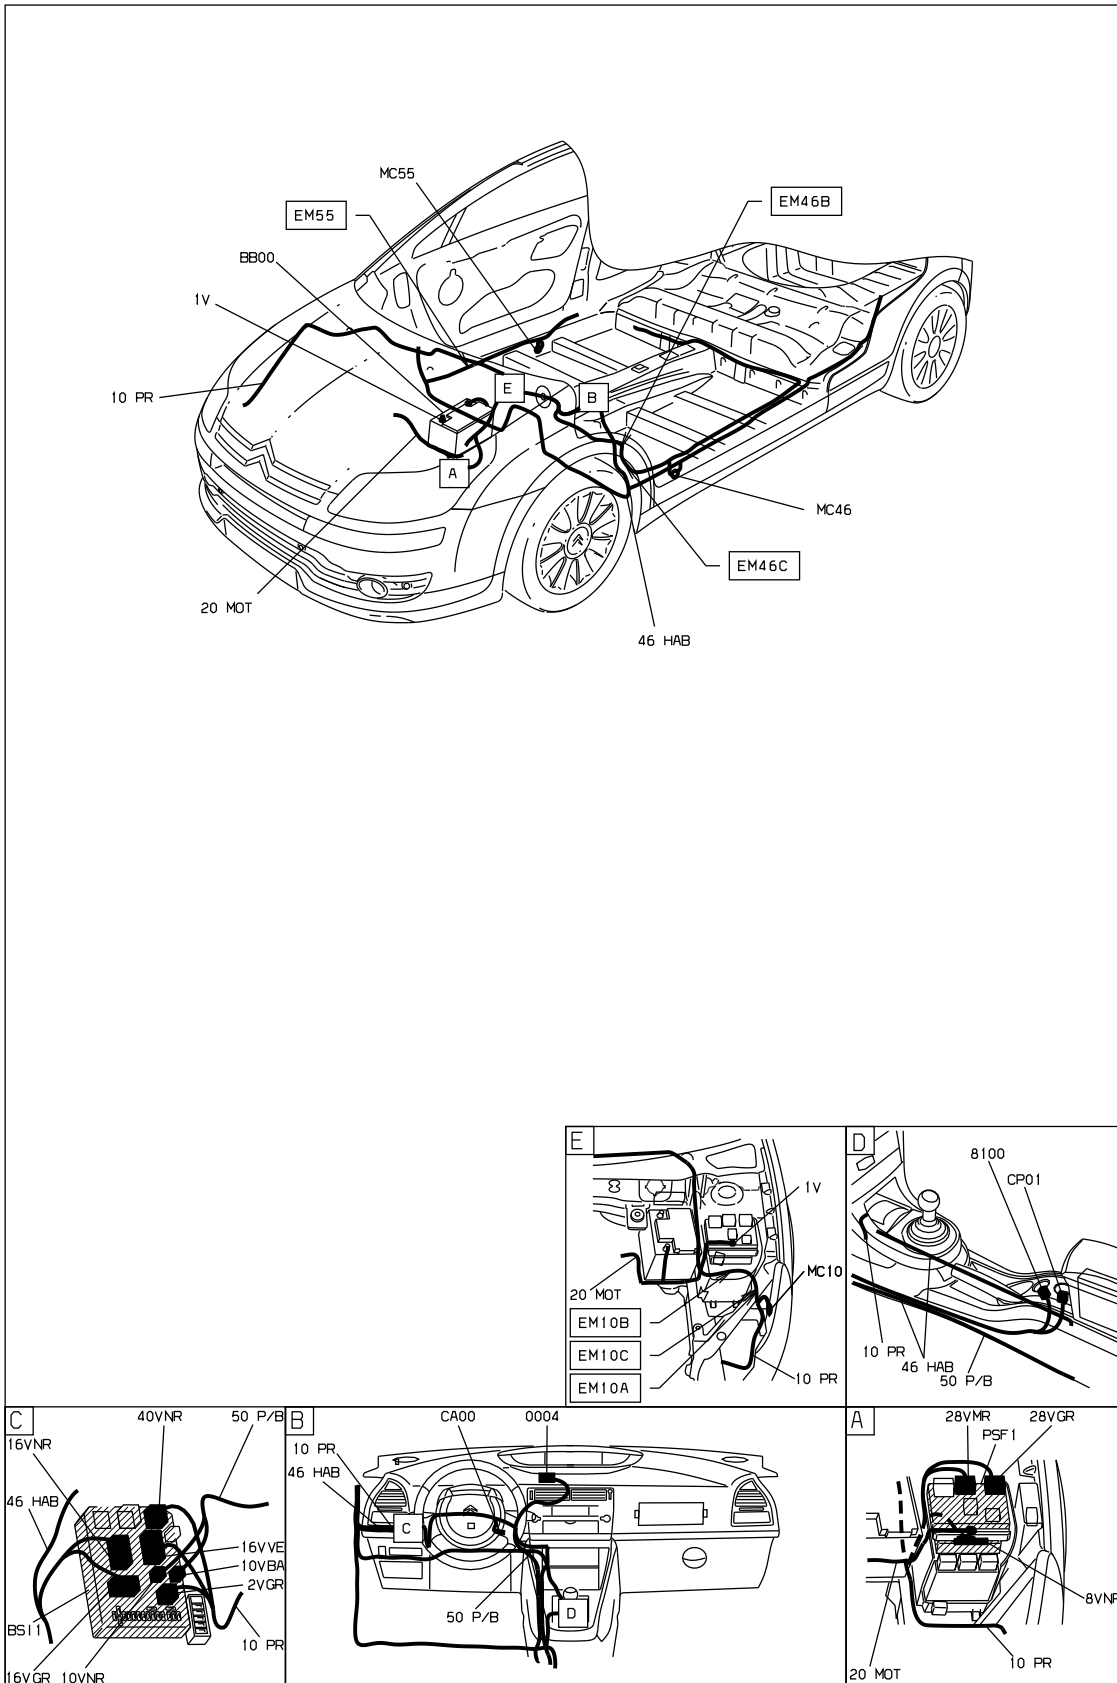 MC55
EM55
EM46B
BB00
1V
10 PR
E
B
A
MC46
EM46C
20 MOT
46 HAB
E
1V
MC10
20 MOT
EM10B
EM10C
EM10A
10 PR
D
8100
CP01
10 PR
46 HAB
50 P/B
C
40VNR
50 P/B
16VNR
46 HAB
16VVE
10VBA
2VGR
BSI1
10 PR
16VGR
10VNR
B
CA00
0004
10 PR
46 HAB
C
50 P/B
D
A
28VMR
28VGR
PSF1
8VNR
10 PR
20 MOT